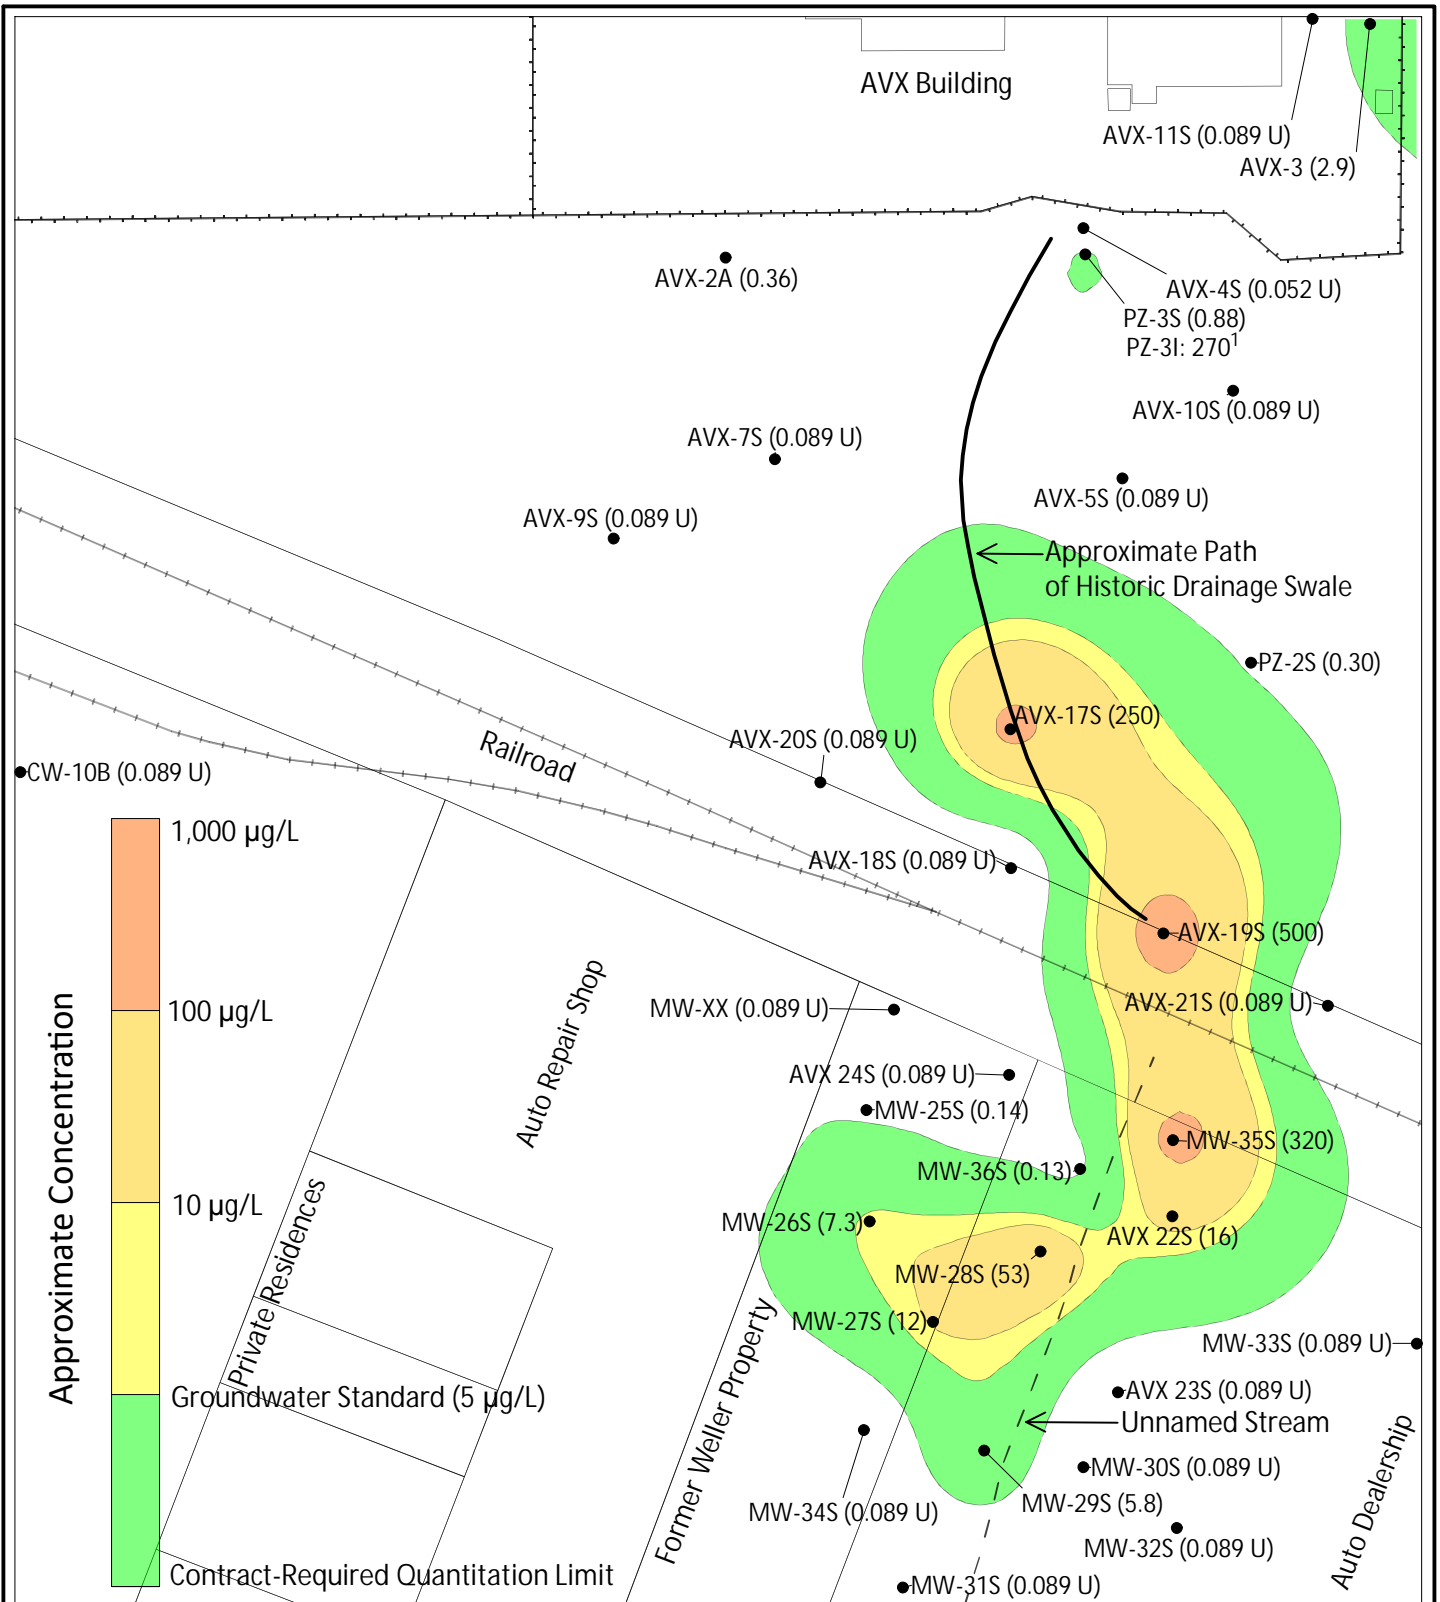 AVX Building
AVX-11S (0.089 U)
AVX-3 (2.9)
AVX-2A (0.36)
AVX-4S (0.052 U)
PZ-3S (0.88)
PZ-3I: 270¹
AVX-10S (0.089 U)
AVX-7S (0.089 U)
AVX-5S (0.089 U)
AVX-9S (0.089 U)
Approximate Path
of Historic Drainage Swale
PZ-2S (0.30)
AVX-17S (250)
AVX-20S (0.089 U)
Railroad
CW-10B (0.089 U)
1,000 µg/L
AVX-18S (0.089 U)
AVX-19S (500)
AVX-21S (0.089 U)
MW-XX (0.089 U)
100 µg/L
Auto Repair Shop
AVX 24S (0.089 U)
MW-25S (0.14)
MW-35S (320)
MW-36S (0.13)
Approximate Concentration
10 µg/L
Private Residences
MW-26S (7.3)
AVX 22S (16)
MW-28S (53)
MW-27S (12)
MW-33S (0.089 U)
Groundwater Standard (5 µg/L)
Former Weller Property
AVX 23S (0.089 U)
Unnamed Stream
MW-30S (0.089 U)
MW-29S (5.8)
MW-34S (0.089 U)
Auto Dealership
MW-32S (0.089 U)
Contract-Required Quantitation Limit
MW-31S (0.089 U)